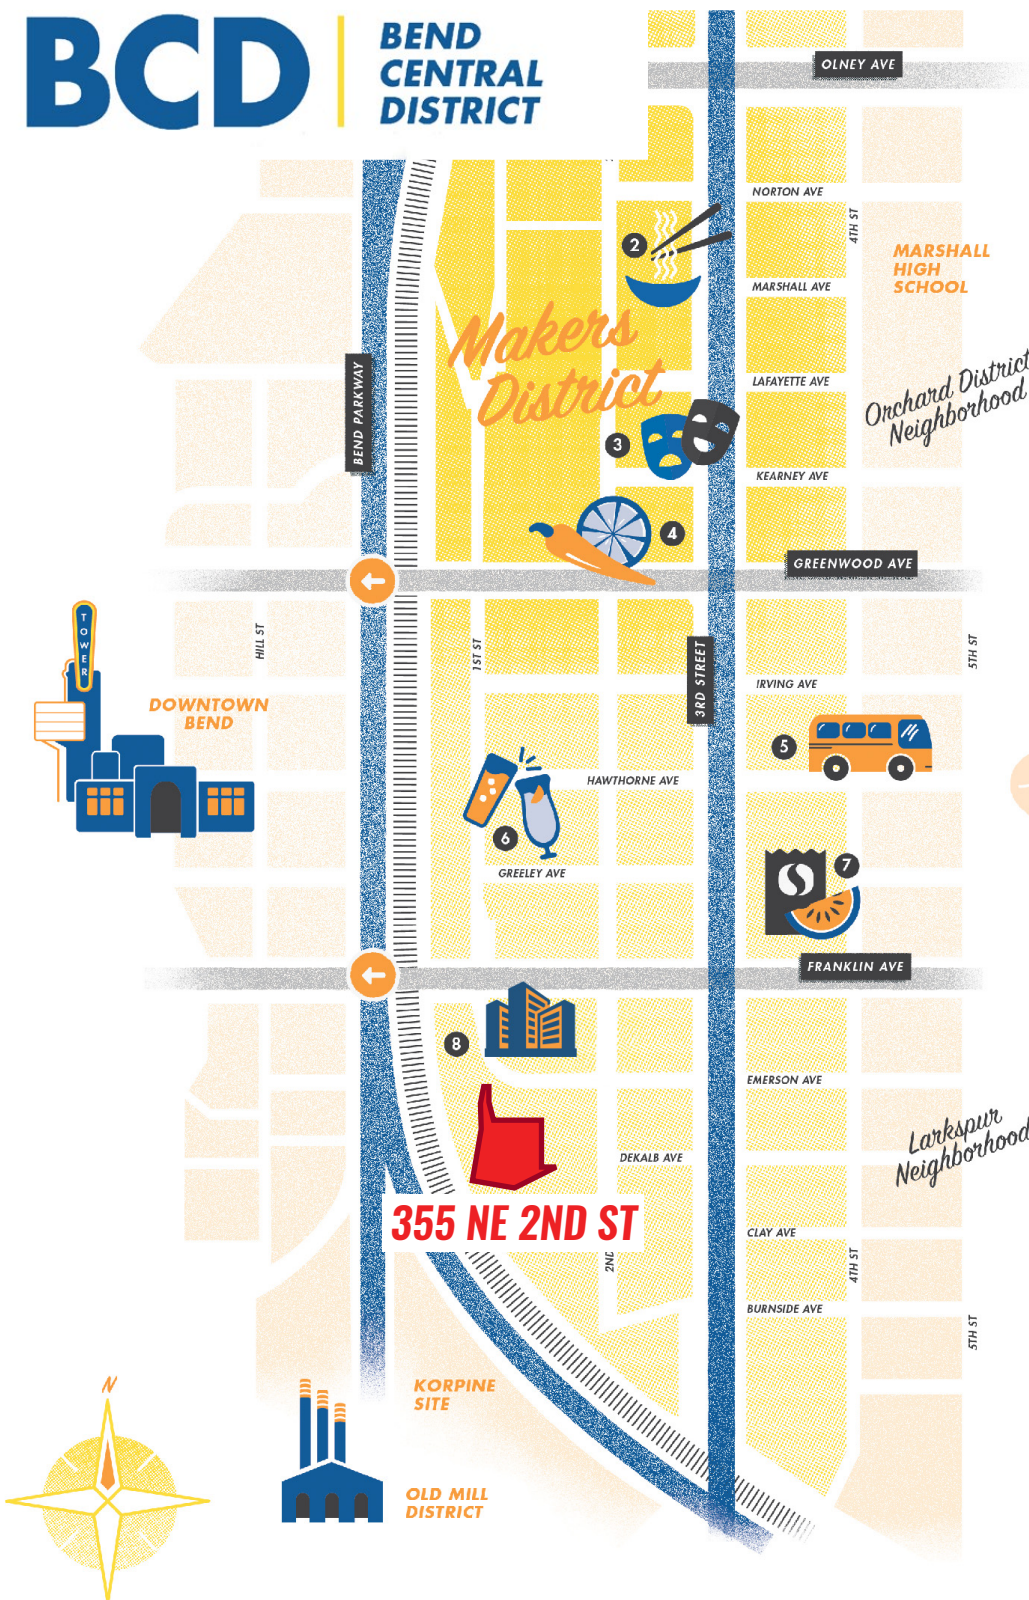 BCD
BEND
CENTRAL
DISTRICT
OLNEY AVE
NORTON AVE
4TH ST
2
MARSHALL
HIGH
SCHOOL
MARSHALL AVE
Makers
District
BEND PARKWAY
LAFAYETTE AVE
Orchard District
Neighborhood
3
KEARNEY AVE
4
GREENWOOD AVE
TOWER
HILL ST
1ST ST
3RD STREET
5TH ST
IRVING AVE
DOWNTOWN
BEND
5
HAWTHORNE AVE
6
GREELEY AVE
7
FRANKLIN AVE
8
EMERSON AVE
Larkspur
Neighborhood
DEKALB AVE
355 NE 2ND ST
CLAY AVE
2ND
4TH ST
BURNSIDE AVE
5TH ST
N
KORPINE
SITE
OLD MILL
DISTRICT